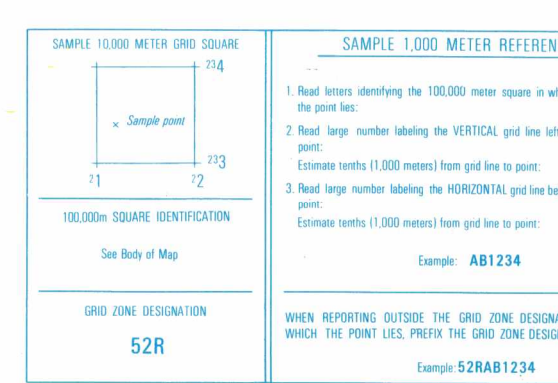 SAMPLE 10,000 METER GRID SQUARE
234
Sample point
233
21 22
100,000m SQUARE IDENTIFICATION
See Body of Map
GRID ZONE DESIGNATION
52R
SAMPLE 1,000 METER REFEREN
1. Read letters identifying the 100,000 meter square in wh
the point lies:
2. Read large number labeling the VERTICAL grid line left
point:
Estimate tenths (1,000 meters) from grid line to point:
3. Read large number labeling the HORIZONTAL grid line be
point:
Estimate tenths (1,000 meters) from grid line to point:
Example: AB1234
WHEN REPORTING OUTSIDE THE GRID ZONE DESIGNA
WHICH THE POINT LIES, PREFIX THE GRID ZONE DESIG
Example: 52RAB1234